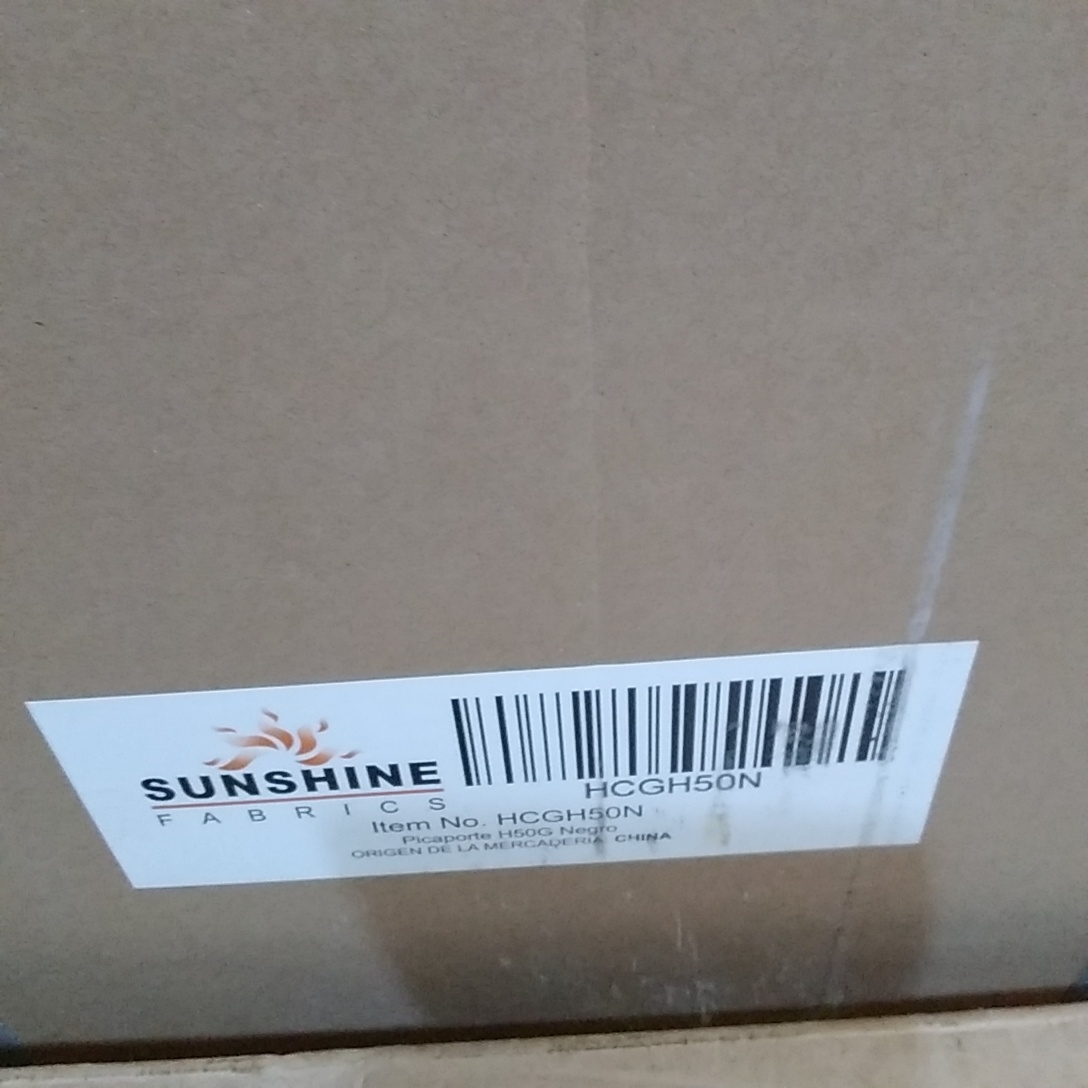 SUNSHINE
FABRICS
HCGH50N
Item No. HCGH50N
Picaporte H50G Negro
ORIGEN DE LA MERCADERIA: CHINA